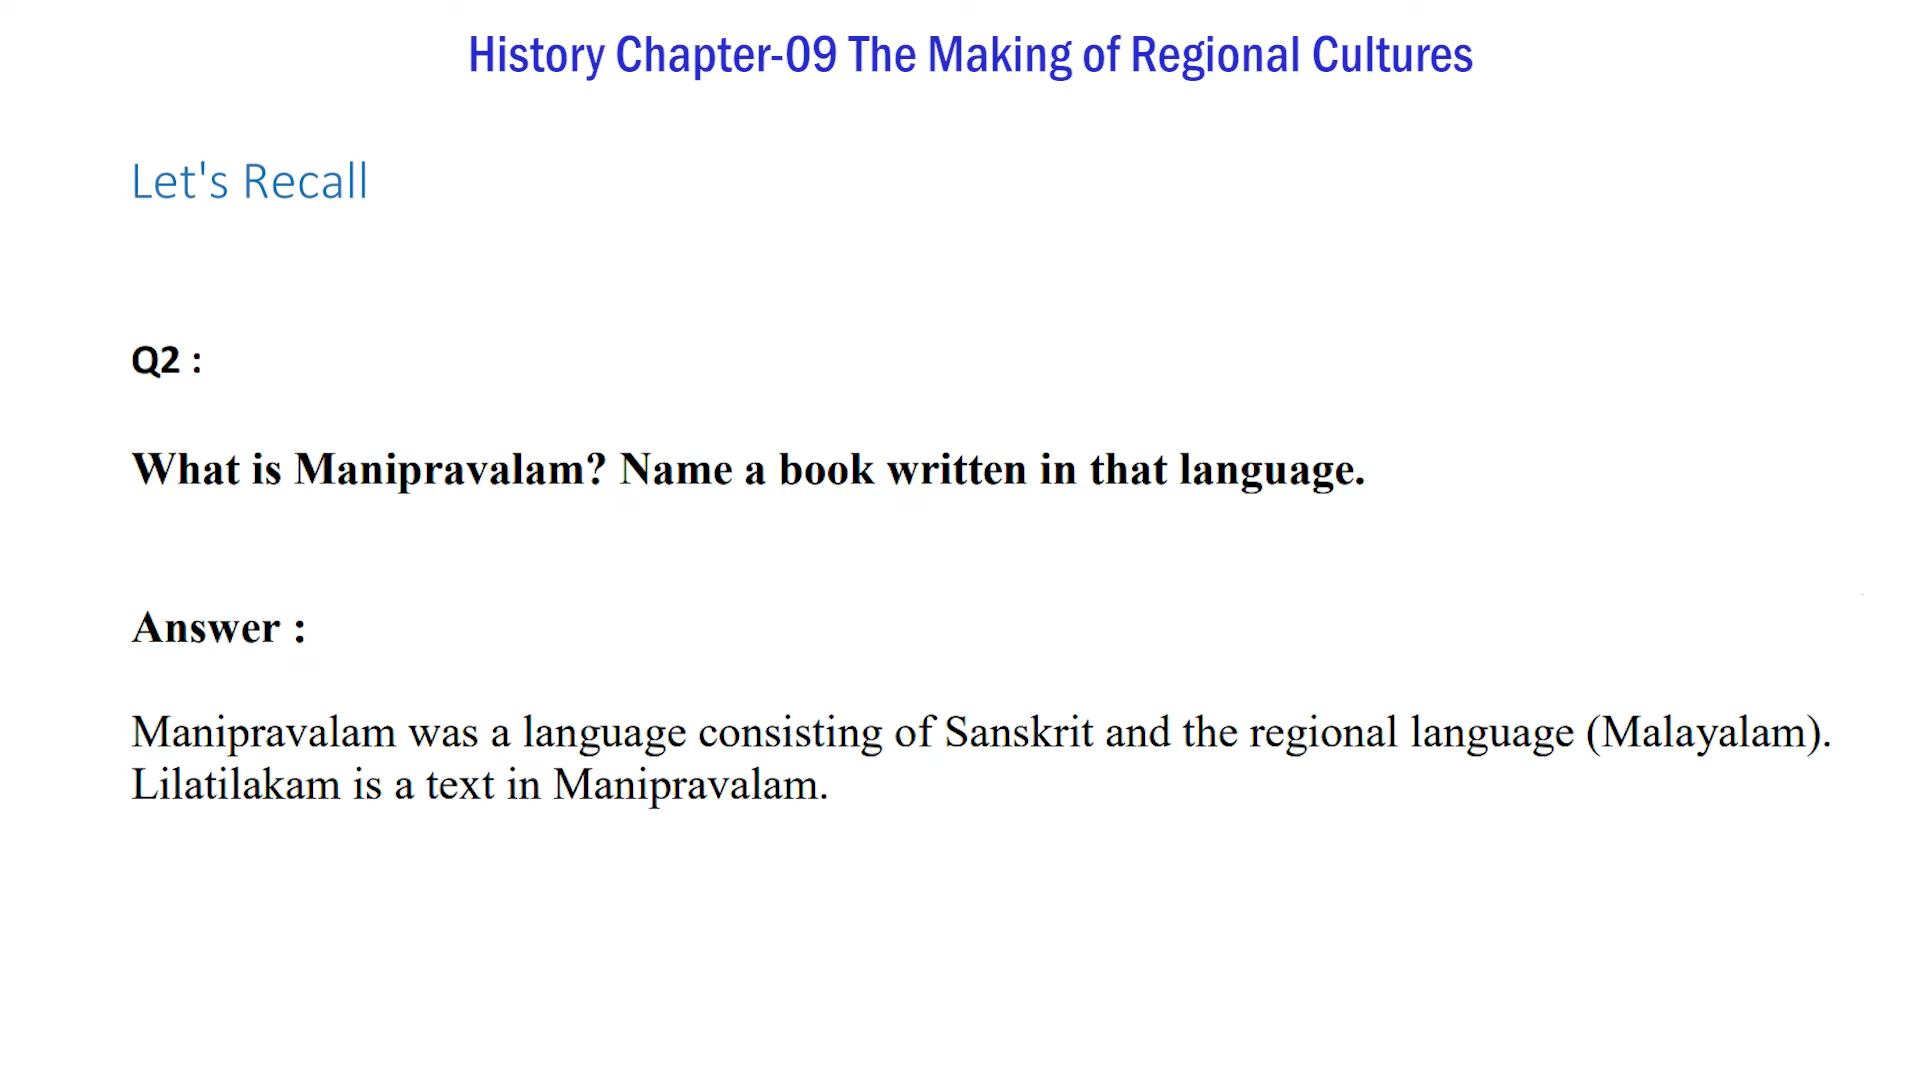 History Chapter-09 The Making of Regional Cultures
Let's Recall
Q2 :
What is Manipravalam? Name a book written in that language.
Answer :
Manipravalam was a language consisting of Sanskrit and the regional language (Malayalam).
Lilatilakam is a text in Manipravalam.